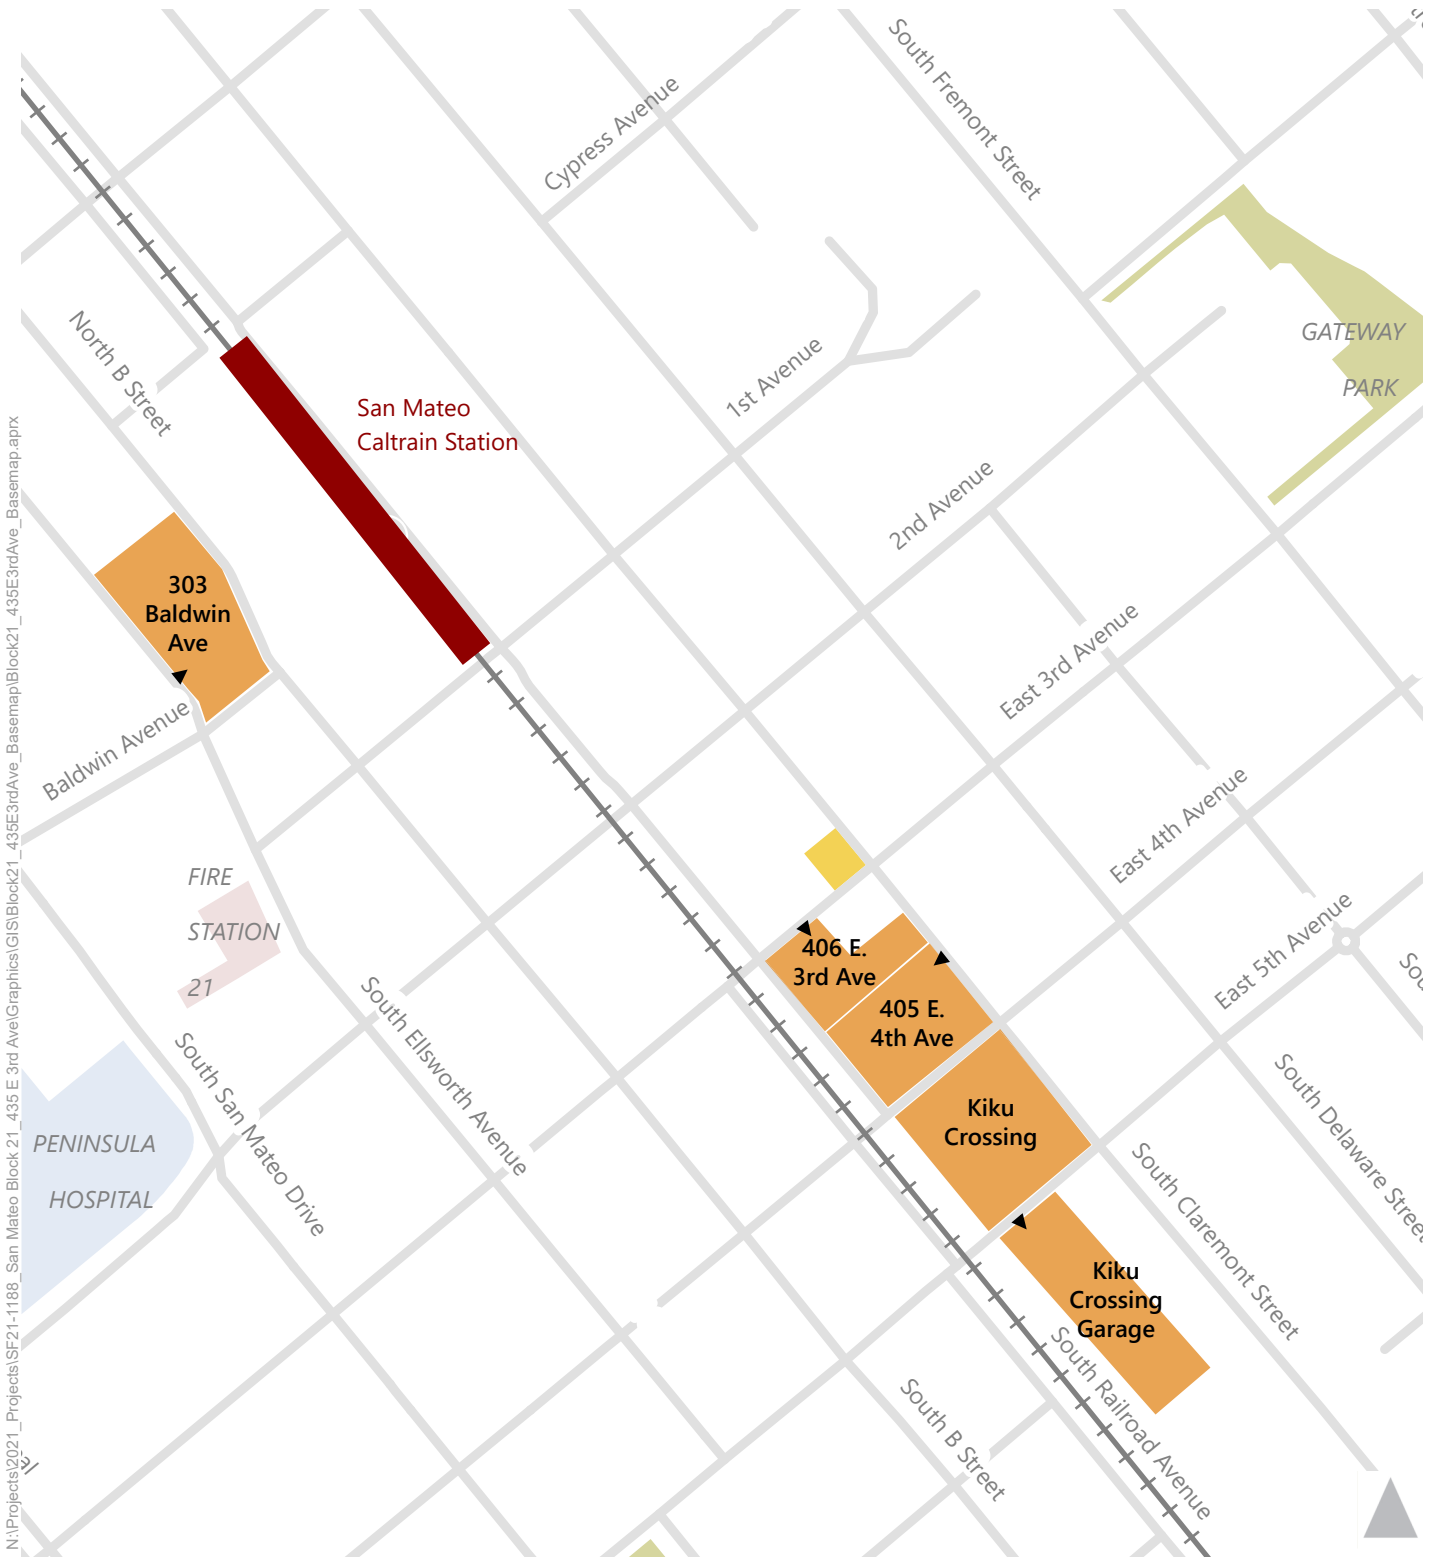 South Fremont Street
Cypress Avenue
North B Street
GATEWAY
PARK
1st Avenue
San Mateo
Caltrain Station
2nd Avenue
303
Baldwin
Ave
East 3rd Avenue
Baldwin Avenue
East 4th Avenue
FIRE
STATION
21
East 5th Avenue
406 E.
3rd Ave
405 E.
4th Ave
South Ellsworth Avenue
South San Mateo Drive
South Delaware Street
Kiku
Crossing
PENINSULA
HOSPITAL
South Claremont Street
Kiku
Crossing
Garage
South Railroad Avenue
South B Street
N:\Projects\2021_Projects\SF21-1188_San Mateo Block 21_435 E 3rd Ave\Graphics\GIS\Block21_435E3rdAve_Basemap\Block21_435E3rdAve_Basemap.aprx